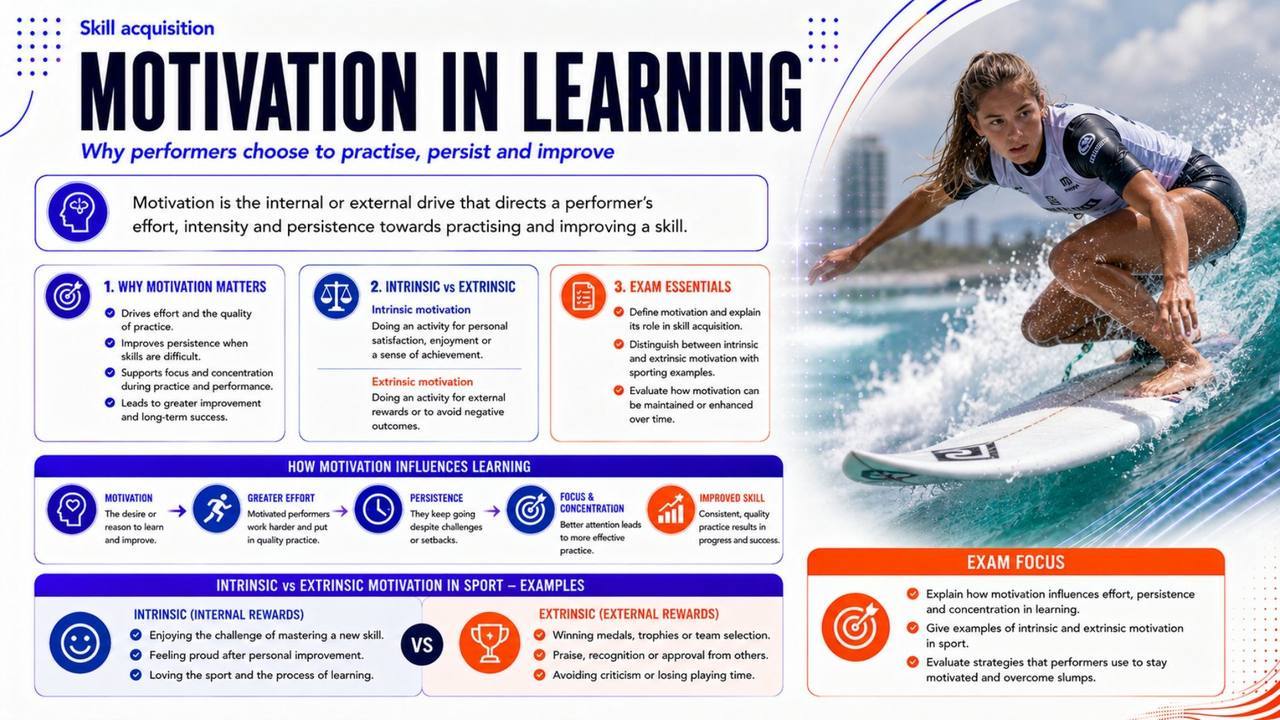 Skill acquisition
MOTIVATION IN LEARNING
Why performers choose to practise, persist and improve
Motivation is the internal or external drive that directs a performer's
effort, intensity and persistence towards practising and improving a skill.
1. WHY MOTIVATION MATTERS
Drives effort and the quality
of practice.
Improves persistence when
skills are difficult.
Supports focus and concentration
during practice and performance.
Leads to greater improvement
and long-term success.
2. INTRINSIC vs EXTRINSIC
Intrinsic motivation
Doing an activity for personal
satisfaction, enjoyment or
a sense of achievement.
Extrinsic motivation
Doing an activity for external
rewards or to avoid negative
outcomes.
3. EXAM ESSENTIALS
Define motivation and explain
its role in skill acquisition.
Distinguish between intrinsic
and extrinsic motivation with
sporting examples.
Evaluate how motivation can
be maintained or enhanced
over time.
HOW MOTIVATION INFLUENCES LEARNING
MOTIVATION
The desire or
reason to learn
and improve.
GREATER EFFORT
Motivated performers
work harder and put
in quality practice.
PERSISTENCE
They keep going
despite challenges
or setbacks.
FOCUS &
CONCENTRATION
Better attention leads
to more effective
practice.
IMPROVED SKILL
Consistent, quality
practice results in
progress and success.
INTRINSIC vs EXTRINSIC MOTIVATION IN SPORT – EXAMPLES
INTRINSIC (INTERNAL REWARDS)
Enjoying the challenge of mastering a new skill.
Feeling proud after personal improvement.
Loving the sport and the process of learning.
VS
EXTRINSIC (EXTERNAL REWARDS)
Winning medals, trophies or team selection.
Praise, recognition or approval from others.
Avoiding criticism or losing playing time.
EXAM FOCUS
Explain how motivation influences effort, persistence
and concentration in learning.
Give examples of intrinsic and extrinsic motivation
in sport.
Evaluate strategies that performers use to stay
motivated and overcome slumps.